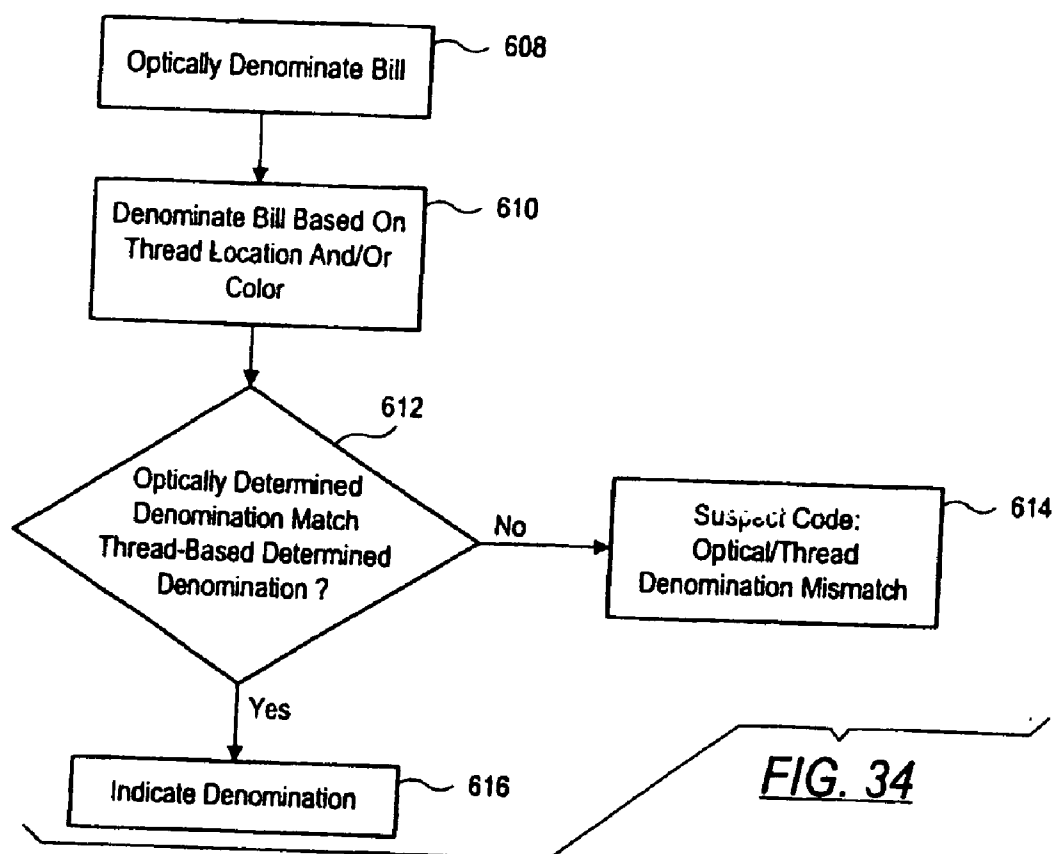 Optically Denominate Bill
608
Denominate Bill Based On
Thread Location And/Or
Color
610
612
Optically Determined
Denomination Match
Thread-Based Determined
Denomination ?
No
Suspect Code:
Optical/Thread
Denomination Mismatch
614
Yes
Indicate Denomination
616
FIG. 34